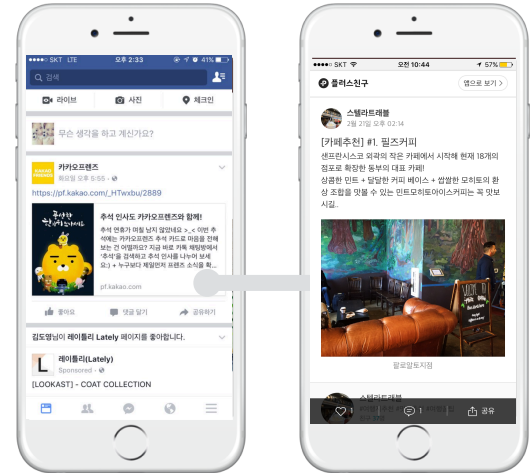 SKT LTE
오후 2:33
41%
검색
라이브
사진
체크인
무슨 생각을 하고 계신가요?
KAKAO FRIENDS
카카오프렌즈
화요일 오후 5:55 ·
https://pf.kakao.com/_HTwxbu/2889
추석 인사도 카카오프렌즈와 함께!
추석 연휴가 며칠 남지 않았네요 >_< 이번 추
석에는 카카오프렌즈 추석 카드로 마음을 전해
보는 건 어떨까요? 지금 바로 카톡 채팅방에서
'추석'을 검색하고 추석 인사를 나누어 보세
요:) + 누구보다 제일먼저 프렌즈 소식을 확...
pf.kakao.com
좋아요
댓글 달기
공유하기
김도영님이 레이틀리 Lately 페이지를 좋아합니다.
L
레이틀리(Lately)
Sponsored ·
[LOOKAST] - COAT COLLECTION
SKT
오전 10:44
57%
플러스친구
앱으로 보기 >
스텔라트래블
2월 21일 오후 02:14
[카페추천] #1. 필즈커피
샌프란시스코 외곽의 작은 카페에서 시작해 현재 18개의
점포로 확장한 동부의 대표 카페!
상콤한 민트 + 달달한 커피 베이스 + 쌉쌀한 모히토의 환
상 조합을 맛볼 수 있는 민트모히토아이스커피는 꼭 맛보
시길..
팔로알토지점
스텔라트래블
1
1
공유